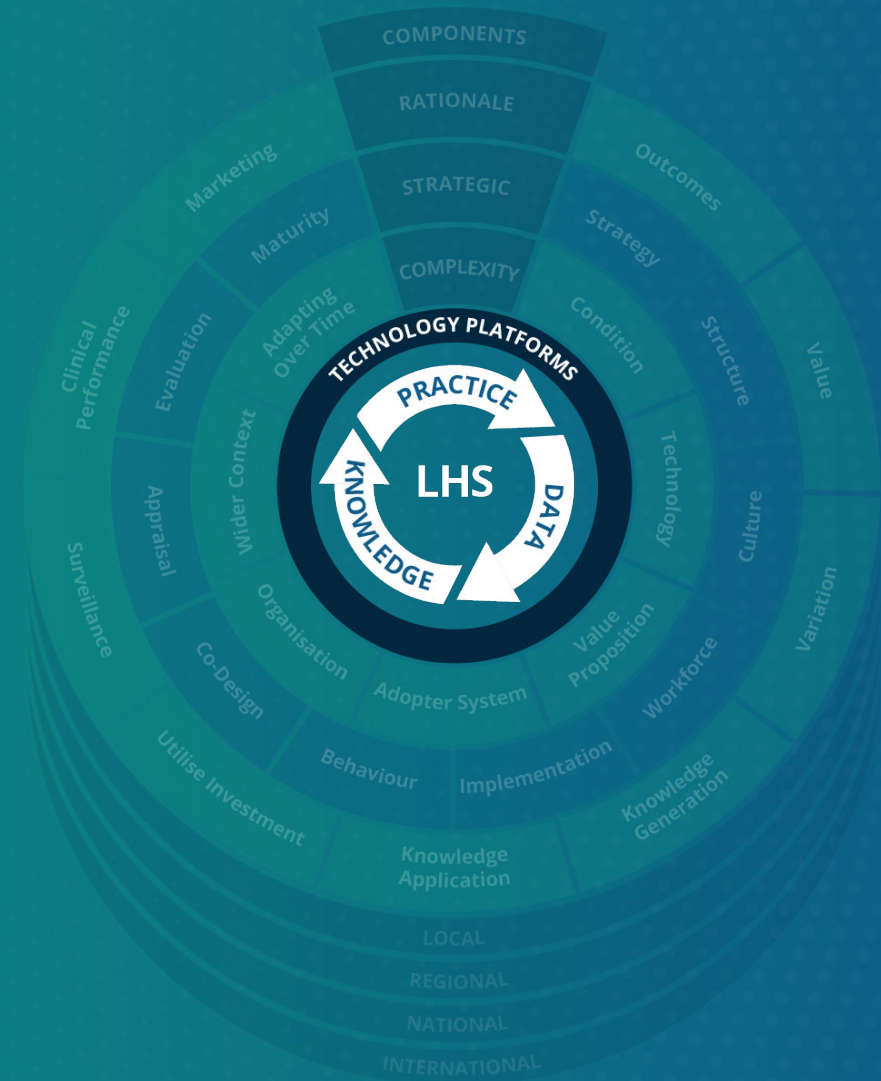 COMPONENTS
RATIONALE
STRATEGIC
COMPLEXITY
TECHNOLOGY PLATFORMS
PRACTICE
DATA
KNOWLEDGE
LHS
Outcomes
Value
Variation
Knowledge
Generation
Knowledge
Application
Utilise Investment
Surveillance
Clinical
Performance
Marketing
Strategy
Structure
Culture
Workforce
Implementation
Behaviour
Co-Design
Appraisal
Evaluation
Maturity
Condition
Technology
Value
Proposition
Adopter System
Organisation
Wider Context
Adapting
Over Time
LOCAL
REGIONAL
NATIONAL
INTERNATIONAL